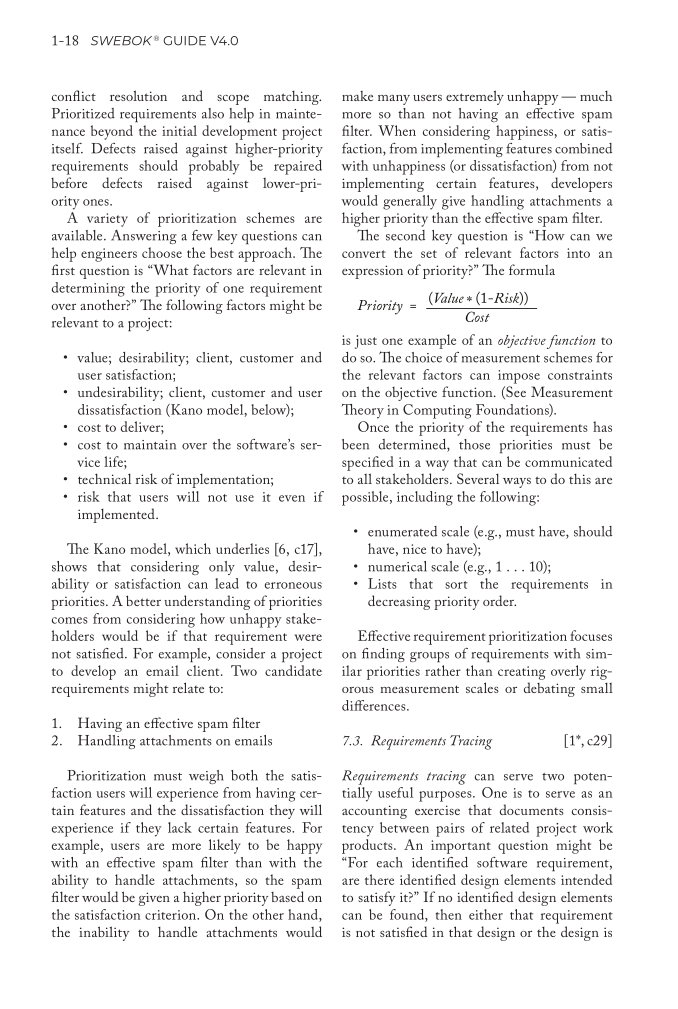 1-18 SWEBOK® GUIDE V4.0
conflict resolution and scope matching.
Prioritized requirements also help in mainte-
nance beyond the initial development project
itself. Defects raised against higher-priority
requirements should probably be repaired
before defects raised against lower-pri-
ority ones.
A variety of prioritization schemes are
available. Answering a few key questions can
help engineers choose the best approach. The
first question is “What factors are relevant in
determining the priority of one requirement
over another?” The following factors might be
relevant to a project:
• value; desirability; client, customer and
user satisfaction;
• undesirability; client, customer and user
dissatisfaction (Kano model, below);
• cost to deliver;
• cost to maintain over the software’s ser-
vice life;
• technical risk of implementation;
• risk that users will not use it even if
implemented.
The Kano model, which underlies [6, c17],
shows that considering only value, desir-
ability or satisfaction can lead to erroneous
priorities. A better understanding of priorities
comes from considering how unhappy stake-
holders would be if that requirement were
not satisfied. For example, consider a project
to develop an email client. Two candidate
requirements might relate to:
1. Having an effective spam filter
2. Handling attachments on emails
Prioritization must weigh both the satis-
faction users will experience from having cer-
tain features and the dissatisfaction they will
experience if they lack certain features. For
example, users are more likely to be happy
with an effective spam filter than with the
ability to handle attachments, so the spam
filter would be given a higher priority based on
the satisfaction criterion. On the other hand,
the inability to handle attachments would
make many users extremely unhappy — much
more so than not having an effective spam
filter. When considering happiness, or satis-
faction, from implementing features combined
with unhappiness (or dissatisfaction) from not
implementing certain features, developers
would generally give handling attachments a
higher priority than the effective spam filter.
The second key question is “How can we
convert the set of relevant factors into an
expression of priority?” The formula
Priority = (Value * (1-Risk))
Cost
is just one example of an objective function to
do so. The choice of measurement schemes for
the relevant factors can impose constraints
on the objective function. (See Measurement
Theory in Computing Foundations).
Once the priority of the requirements has
been determined, those priorities must be
specified in a way that can be communicated
to all stakeholders. Several ways to do this are
possible, including the following:
• enumerated scale (e.g., must have, should
have, nice to have);
• numerical scale (e.g., 1 . . . 10);
• Lists that sort the requirements in
decreasing priority order.
Effective requirement prioritization focuses
on finding groups of requirements with sim-
ilar priorities rather than creating overly rig-
orous measurement scales or debating small
differences.
7.3. Requirements Tracing [1*, c29]
Requirements tracing can serve two poten-
tially useful purposes. One is to serve as an
accounting exercise that documents consis-
tency between pairs of related project work
products. An important question might be
“For each identified software requirement,
are there identified design elements intended
to satisfy it?” If no identified design elements
can be found, then either that requirement
is not satisfied in that design or the design is